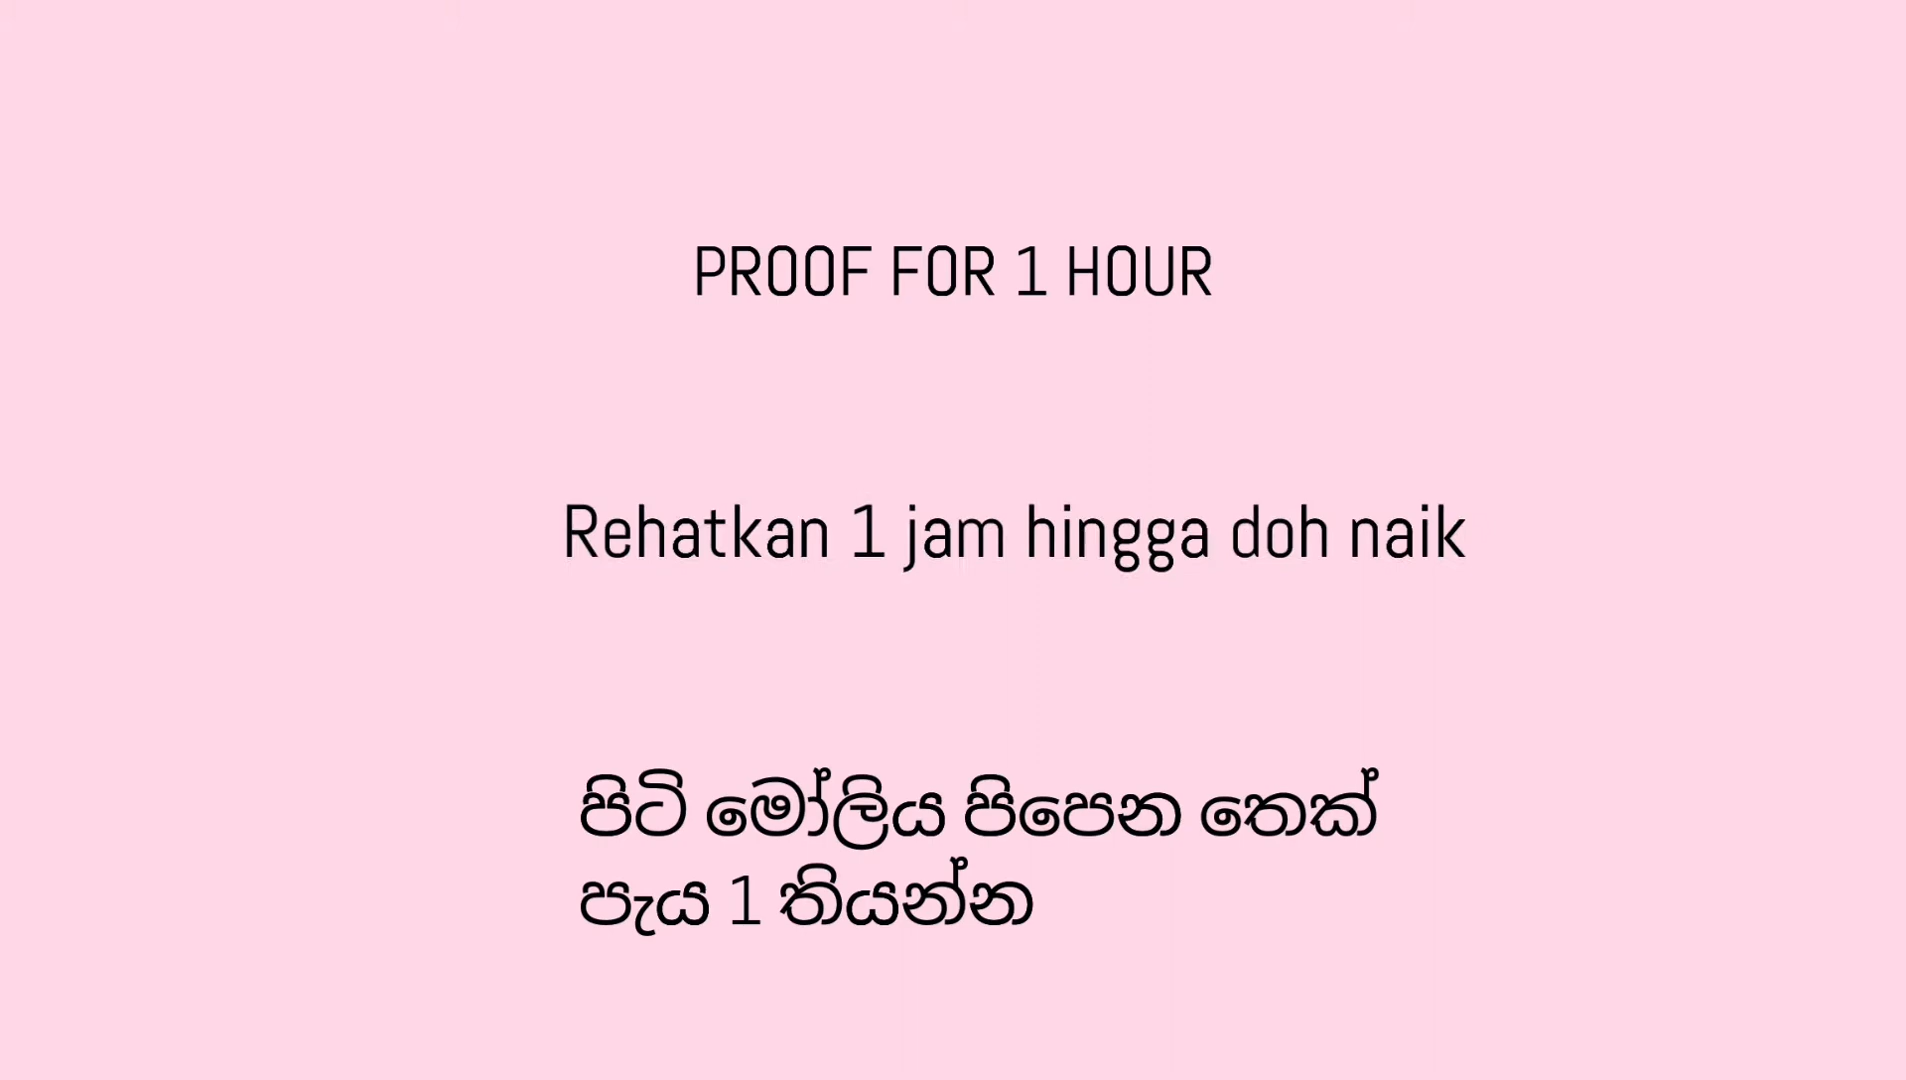 PROOF FOR 1 HOUR
Rehatkan 1 jam hingga doh naik
පිටි මෝලිය පිපෙන තෙක්
පැය 1 තියන්න